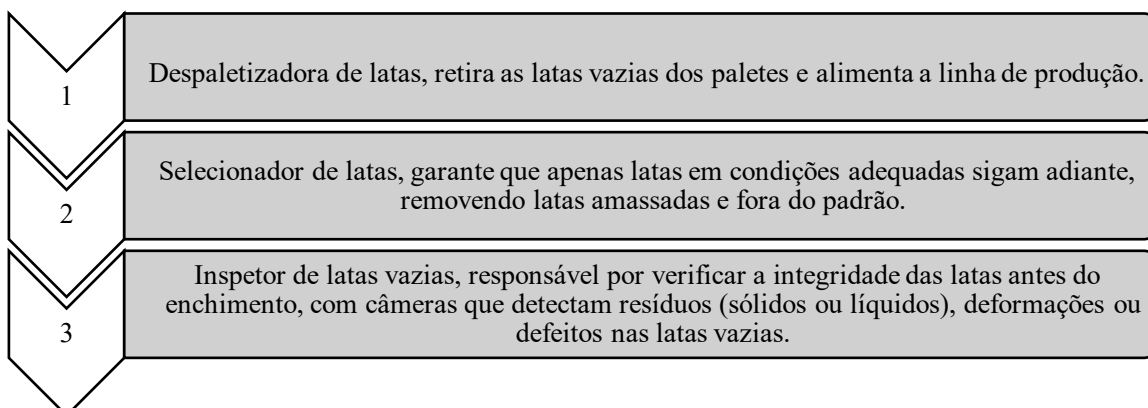 1
Despaletizadora de latas, retira as latas vazias dos paletes e alimenta a linha de produção.
2
Selecionador de latas, garante que apenas latas em condições adequadas sigam adiante,
removendo latas amassadas e fora do padrão.
3
Inspetor de latas vazias, responsável por verificar a integridade das latas antes do
enchimento, com câmeras que detectam resíduos (sólidos ou líquidos), deformações ou
defeitos nas latas vazias.